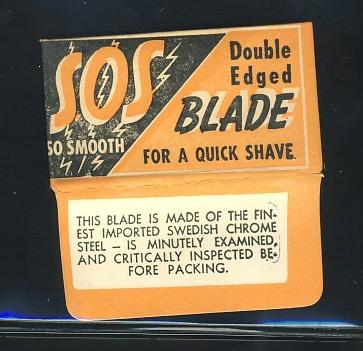 SOS
SO SMOOTH
Double
Edged
BLADE
FOR A QUICK SHAVE.
THIS BLADE IS MADE OF THE FIN-
EST IMPORTED SWEDISH CHROME
STEEL – IS MINUTELY EXAMINED
AND CRITICALLY INSPECTED BE-
FORE PACKING.